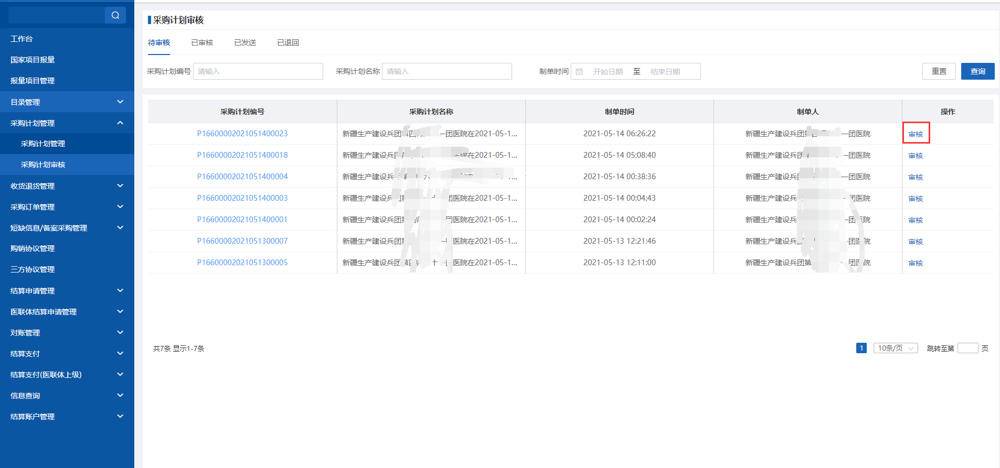 工作台
国家项目报量
报量项目管理
目录管理
采购计划管理
采购计划管理
采购计划审核
收货退货管理
采购订单管理
短缺信息/备案采购管理
购销协议管理
三方协议管理
结算申请管理
医联体结算申请管理
对账管理
结算支付
结算支付(医联体上级)
信息查询
结算账户管理
采购计划审核
待审核 已审核 已发送 已退回
采购计划编号 请输入 采购计划名称 请输入 制单时间 开始日期 至 结束日期 重置 查询
采购计划编号 采购计划名称 制单时间 制单人 操作
P16600002021051400023 新疆生产建设兵团第四 一团医院在2021-05-1... 2021-05-14 06:26:22 新疆生产建设兵团第 一团医院 审核
P16600002021051400018 新疆生产建设兵团 医院在2021-05-1... 2021-05-14 05:08:40 新疆生产建设兵团 一团医院 审核
P16600002021051400004 新疆生产建设兵 2021-05-14 00:38:36 新疆生产建设兵 一团医院 审核
P16600002021051400003 新疆生产建设兵团第 团医院在2021-05-1... 2021-05-14 00:04:43 新疆生产建设兵 团医院 审核
P16600002021051400001 新疆生产建设兵团第 团医院在2021-05-1... 2021-05-14 00:02:24 新疆生产建设兵 一团医院 审核
P16600002021051300007 新疆生产建设兵团第 医院在2021-05-1... 2021-05-13 12:21:46 新疆生产建设兵团 团医院 审核
P16600002021051300005 新疆生产建设兵团第四 十 团医院在2021-05-1... 2021-05-13 12:11:00 新疆生产建设兵团第 一团医院 审核
共7条 显示1-7条 1 10条/页 跳转至第 页